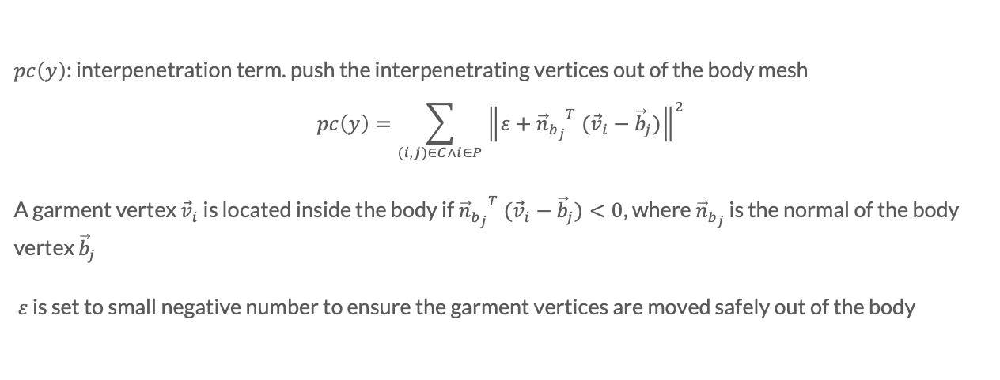 𝑝𝑐(𝑦): interpenetration term. push the interpenetrating vertices out of the body mesh
$pc(y) = \sum_{(i,j)\in C \wedge i \in P} \left\| \varepsilon + \vec{n}_{b_j}{}^T (\vec{v}_i - \vec{b}_j) \right\|^2$
A garment vertex $\vec{v}_i$ is located inside the body if $\vec{n}_{b_j}{}^T (\vec{v}_i - \vec{b}_j) < 0$, where $\vec{n}_{b_j}$ is the normal of the body
vertex $\vec{b}_j$
ε is set to small negative number to ensure the garment vertices are moved safely out of the body